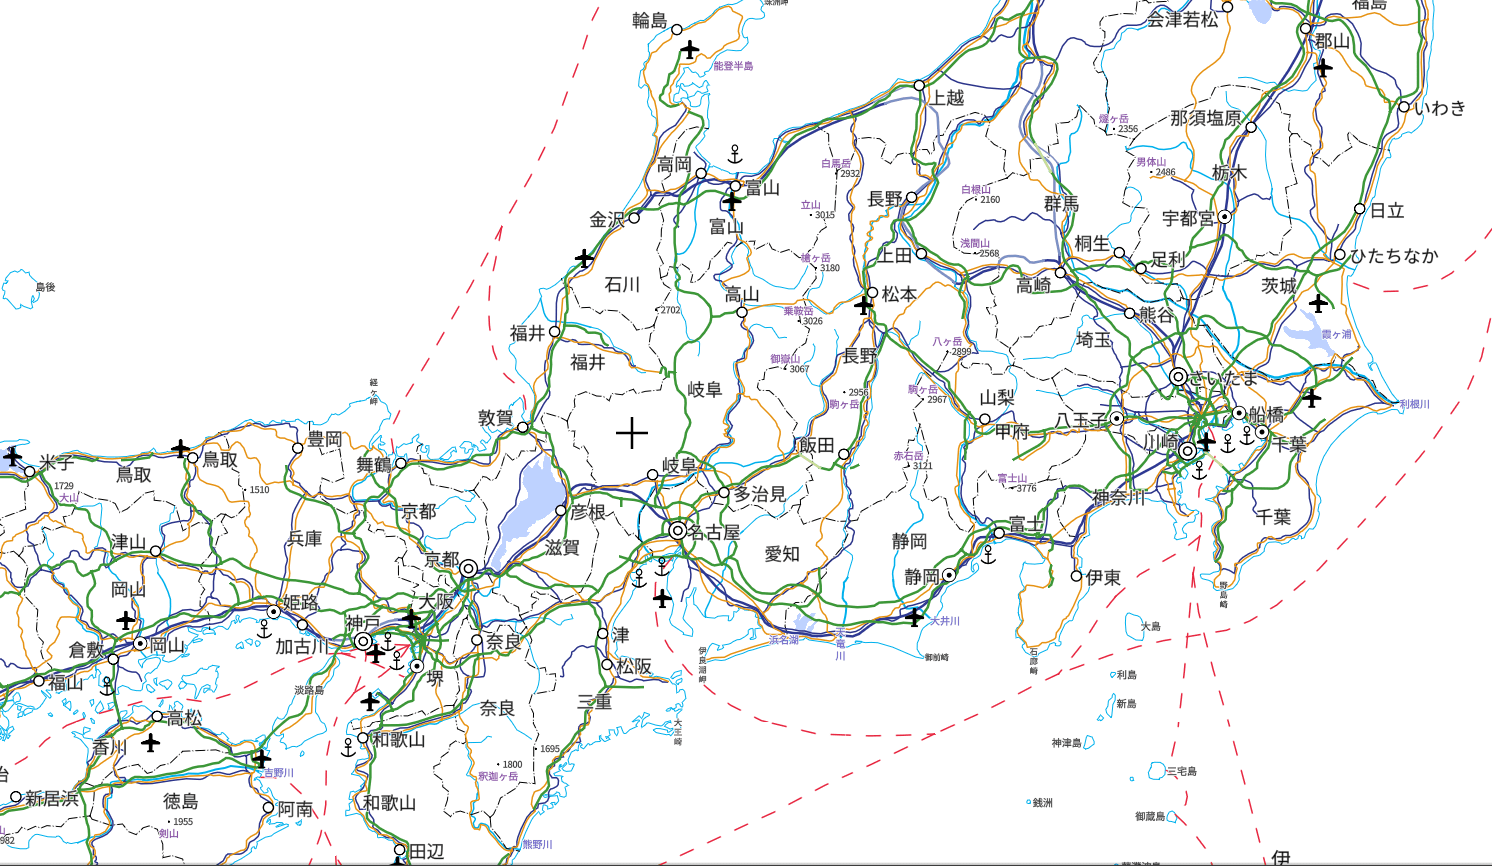 輪島
能登半島
会津若松
福島
郡山
上越
いわき
那須塩原
燧ヶ岳
2356
高岡
富山
白馬岳
2932
男体山
2486
栃木
長野
白根山
2160
群馬
宇都宮
日立
金沢
富山
立山
3015
浅間山
2568
上田
桐生
足利
ひたちなか
槍ヶ岳
3180
島後
石川
高山
松本
高崎
茨城
2702
乗鞍岳
3026
熊谷
福井
福井
御嶽山
3067
長野
八ヶ岳
2899
埼玉
霞ヶ浦
さいたま
経ヶ岬
岐阜
2956
駒ヶ岳
駒ヶ岳
2967
山梨
利根川
敦賀
甲府
八王子
船橋
豊岡
飯田
川崎
千葉
米子
鳥取
鳥取
舞鶴
岐阜
赤石岳
3121
1729
大山
1510
多治見
富士山
3776
神奈川
京都
彦根
千葉
兵庫
名古屋
富士
津山
滋賀
愛知
静岡
京都
静岡
伊東
岡山
姫路
大阪
野島崎
神戸
大井川
大島
倉敷
岡山
加古川
奈良
津
浜名湖
天竜川
伊良湖岬
御前崎
石廊崎
福山
堺
松阪
利島
淡路島
新島
高松
奈良
三重
大王崎
香川
和歌山
神津島
1695
吉野川
1800
釈迦ヶ岳
三宅島
新居浜
徳島
阿南
和歌山
銭洲
1955
剣山
御蔵島
982
田辺
熊野川
伊